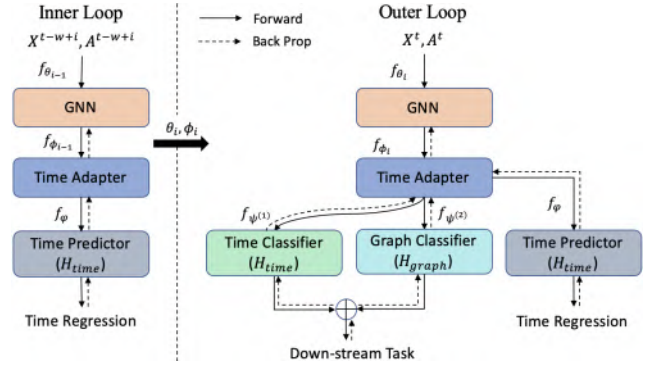 Inner Loop
X^{t-w+i}, A^{t-w+i}
f_{θ_{i-1}}
GNN
f_{ϕ_{i-1}}
Time Adapter
f_φ
Time Predictor
(H_{time})
Time Regression
θ_i, ϕ_i
Forward
Back Prop
Outer Loop
X^t, A^t
f_{θ_i}
GNN
f_{ϕ_i}
Time Adapter
f_{ψ^{(1)}}
f_{ψ^{(2)}}
f_φ
Time Classifier
(H_{time})
Graph Classifier
(H_{graph})
Time Predictor
(H_{time})
Down-stream Task
Time Regression